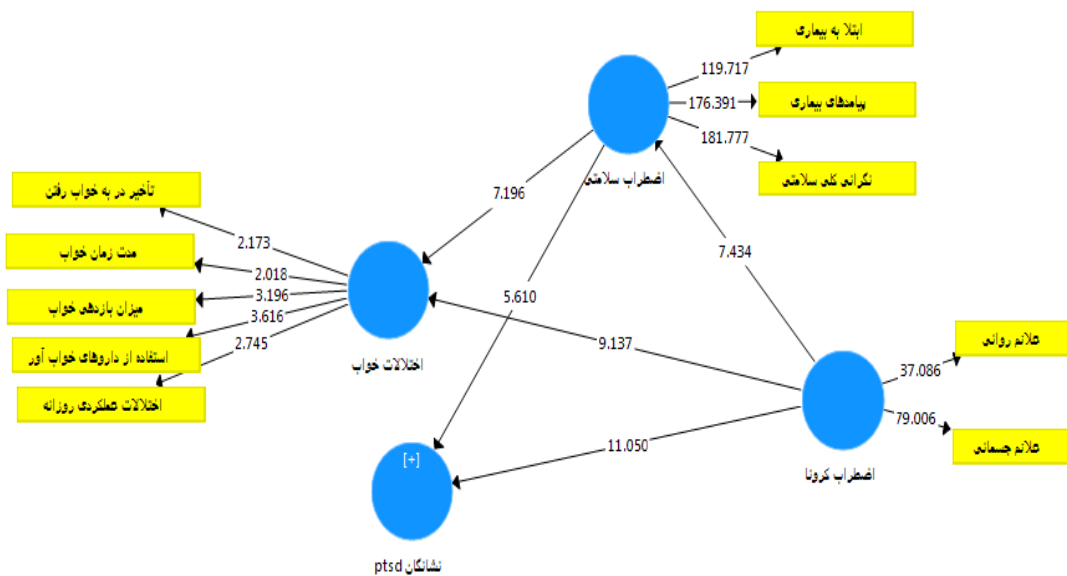 ابتلا به بیماری
119.717
176.391
پیامدهای بیماری
181.777
نگرانی کلی سلامتی
اضطراب سلامتی
تأخیر در به خواب رفتن
7.196
2.173
مدت زمان خواب
2.018
7.434
میزان بازدهی خواب
3.196
5.610
3.616
استفاده از داروهای خواب آور
2.745
9.137
علائم روانی
اختلالات خواب
37.086
اختلالات عملکردی روزانه
79.006
11.050
علائم جسمانی
[+]
اضطراب کرونا
نشانگان ptsd